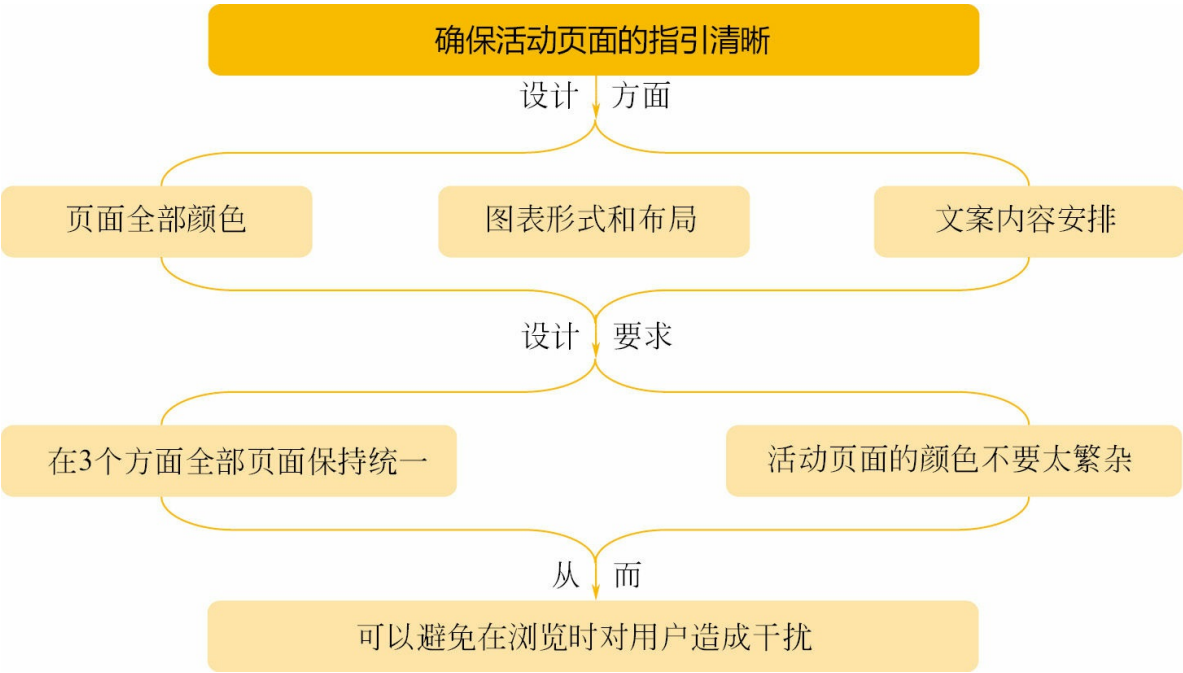 确保活动页面的指引清晰
设计 方面
页面全部颜色
图表形式和布局
文案内容安排
设计 要求
在3个方面全部页面保持统一
活动页面的颜色不要太繁杂
从 而
可以避免在浏览时对用户造成干扰